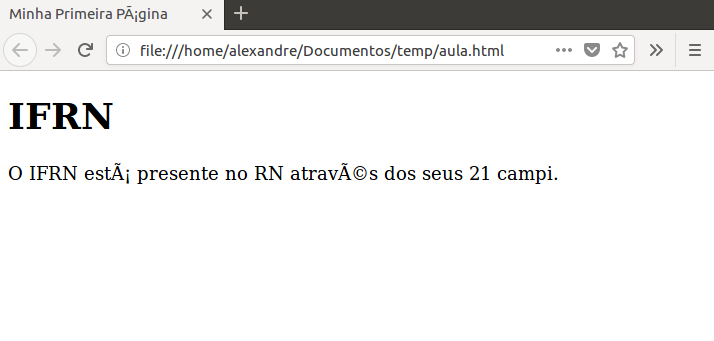 Minha Primeira PÃ¡gina
file:///home/alexandre/Documentos/temp/aula.html
IFRN
O IFRN estÃ¡ presente no RN atravÃ©s dos seus 21 campi.